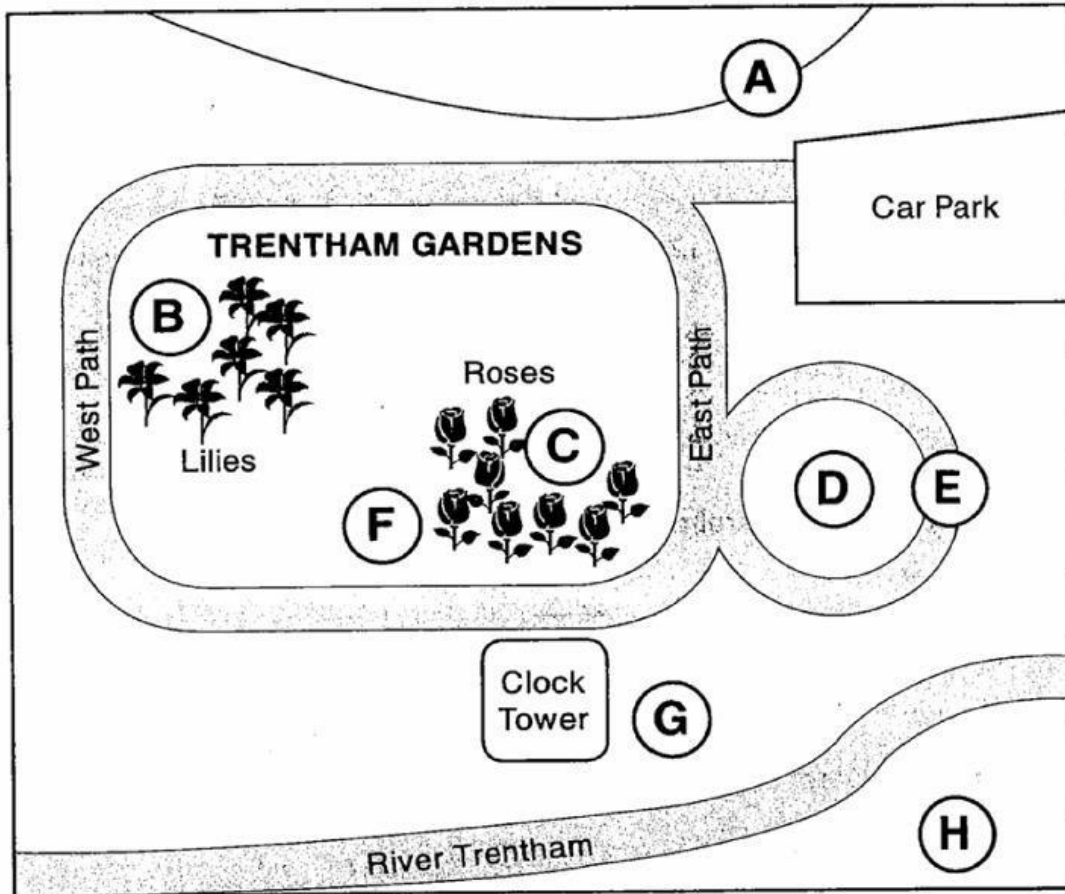 A
Car Park
TRENTHAM GARDENS
B
West Path
Lilies
Roses
C
East Path
F
D
E
Clock
Tower
G
River Trentham
H